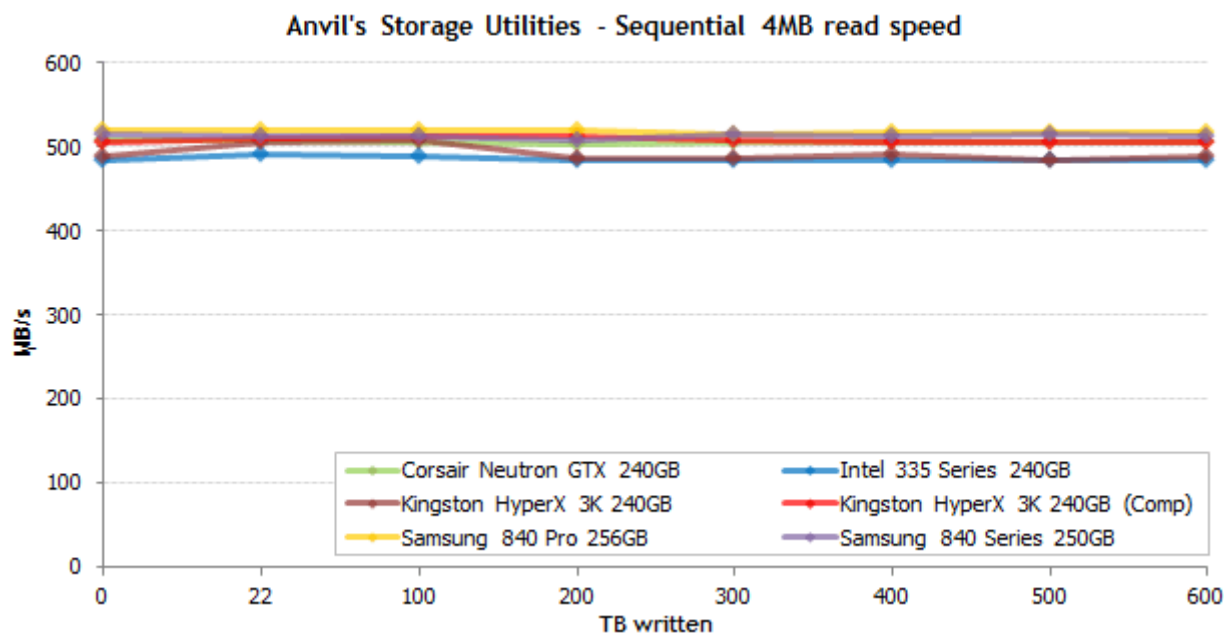 Anvil's Storage Utilities - Sequential 4MB read speed
600
500
400
300
200
100
0
MB/s
Corsair Neutron GTX 240GB
Intel 335 Series 240GB
Kingston HyperX 3K 240GB
Kingston HyperX 3K 240GB (Comp)
Samsung 840 Pro 256GB
Samsung 840 Series 250GB
0 22 100 200 300 400 500 600
TB written